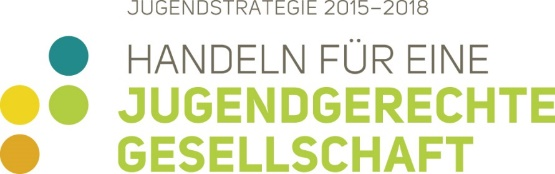 JUGENDSTRATEGIE 2015–2018
HANDELN FÜR EINE
JUGENDGERECHTE
GESELLSCHAFT